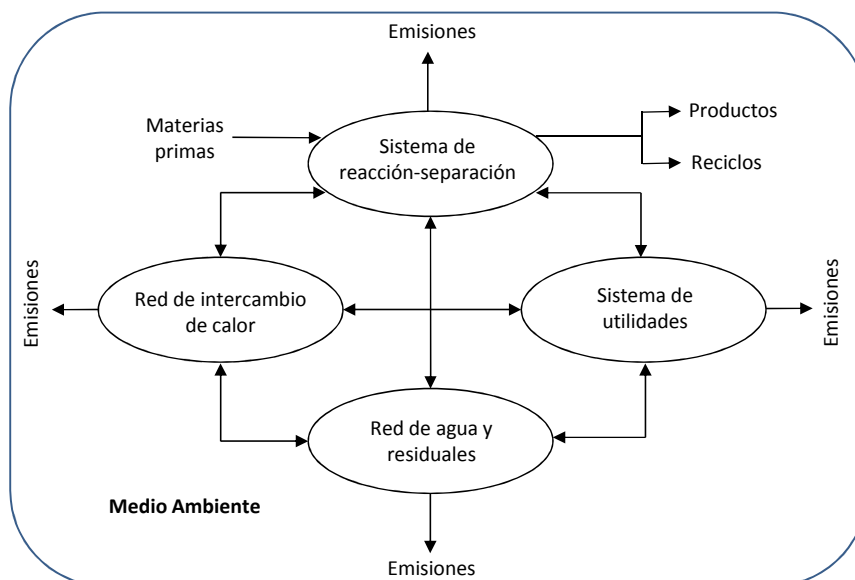 Emisiones
Materias
primas
Sistema de
reacción-separación
Productos
Reciclos
Emisiones
Red de intercambio
de calor
Sistema de
utilidades
Emisiones
Red de agua y
residuales
Medio Ambiente
Emisiones